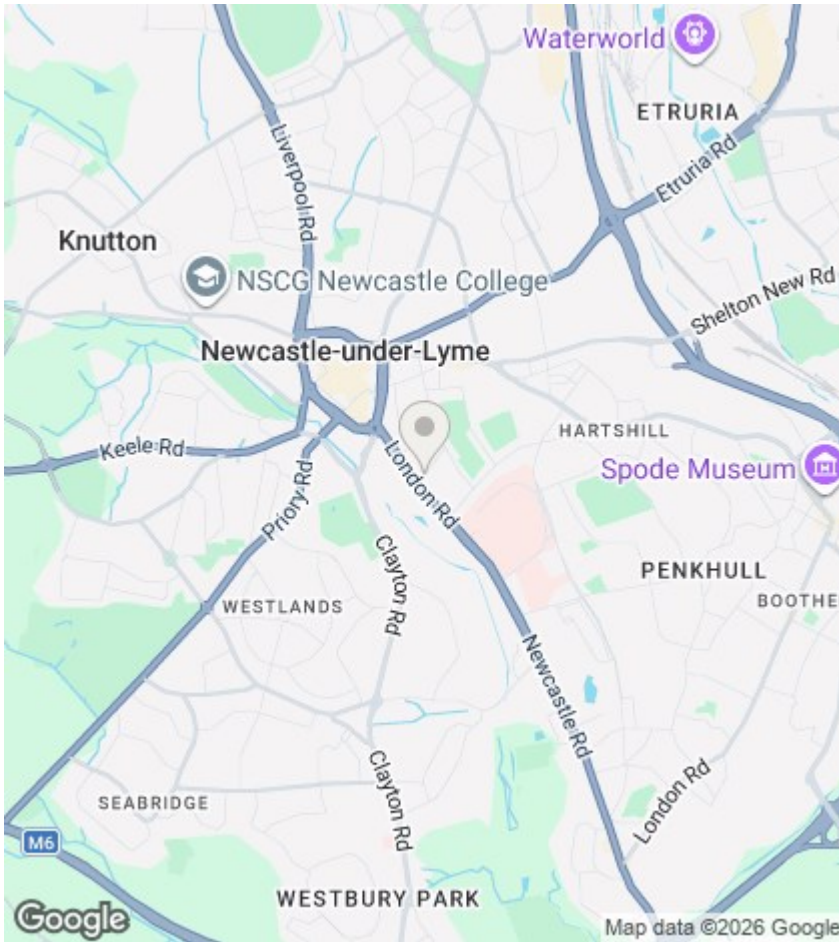 Waterworld
ETRURIA
Etruria Rd
Liverpool Rd
Knutton
NSCG Newcastle College
Shelton New Rd
Newcastle-under-Lyme
HARTSHILL
Keele Rd
London Rd
Spode Museum
Priory Rd
Clayton Rd
PENKHULL
WESTLANDS
BOOTHE
Newcastle Rd
Clayton Rd
London Rd
SEABRIDGE
M6
WESTBURY PARK
Google
Map data ©2026 Google